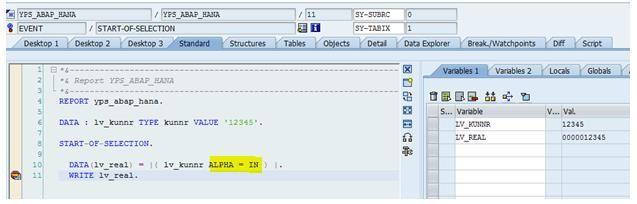 YPS_ABAP_HANA / YPS_ABAP_HANA / 11 SY-SUBRC 0
EVENT / START-OF-SELECTION SY-TABIX 1
Desktop 1 Desktop 2 Desktop 3 Standard Structures Tables Objects Detail Data Explorer Break./Watchpoints Diff Script
1 *&---------------------------------------------------------------------
2 *& Report YPS_ABAP_HANA
3 *&---------------------------------------------------------------------
4 REPORT yps_abap_hana.
5
6 DATA : lv_kunnr TYPE kunnr VALUE '12345'.
7
8 START-OF-SELECTION.
9
10 DATA(lv_real) = |{ lv_kunnr ALPHA = IN } |.
11 WRITE lv_real.
Variables 1 Variables 2 Locals Globals
S... Variable V... Val.
LV_KUNNR 12345
LV_REAL 0000012345